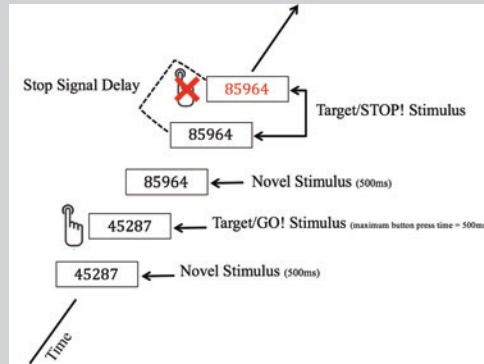 85964
Stop Signal Delay
Target/STOP! Stimulus
85964
85964
Novel Stimulus (500ms)
45287
Target/GO! Stimulus (maximum button press time = 500ms
45287
Novel Stimulus (500ms)
Time